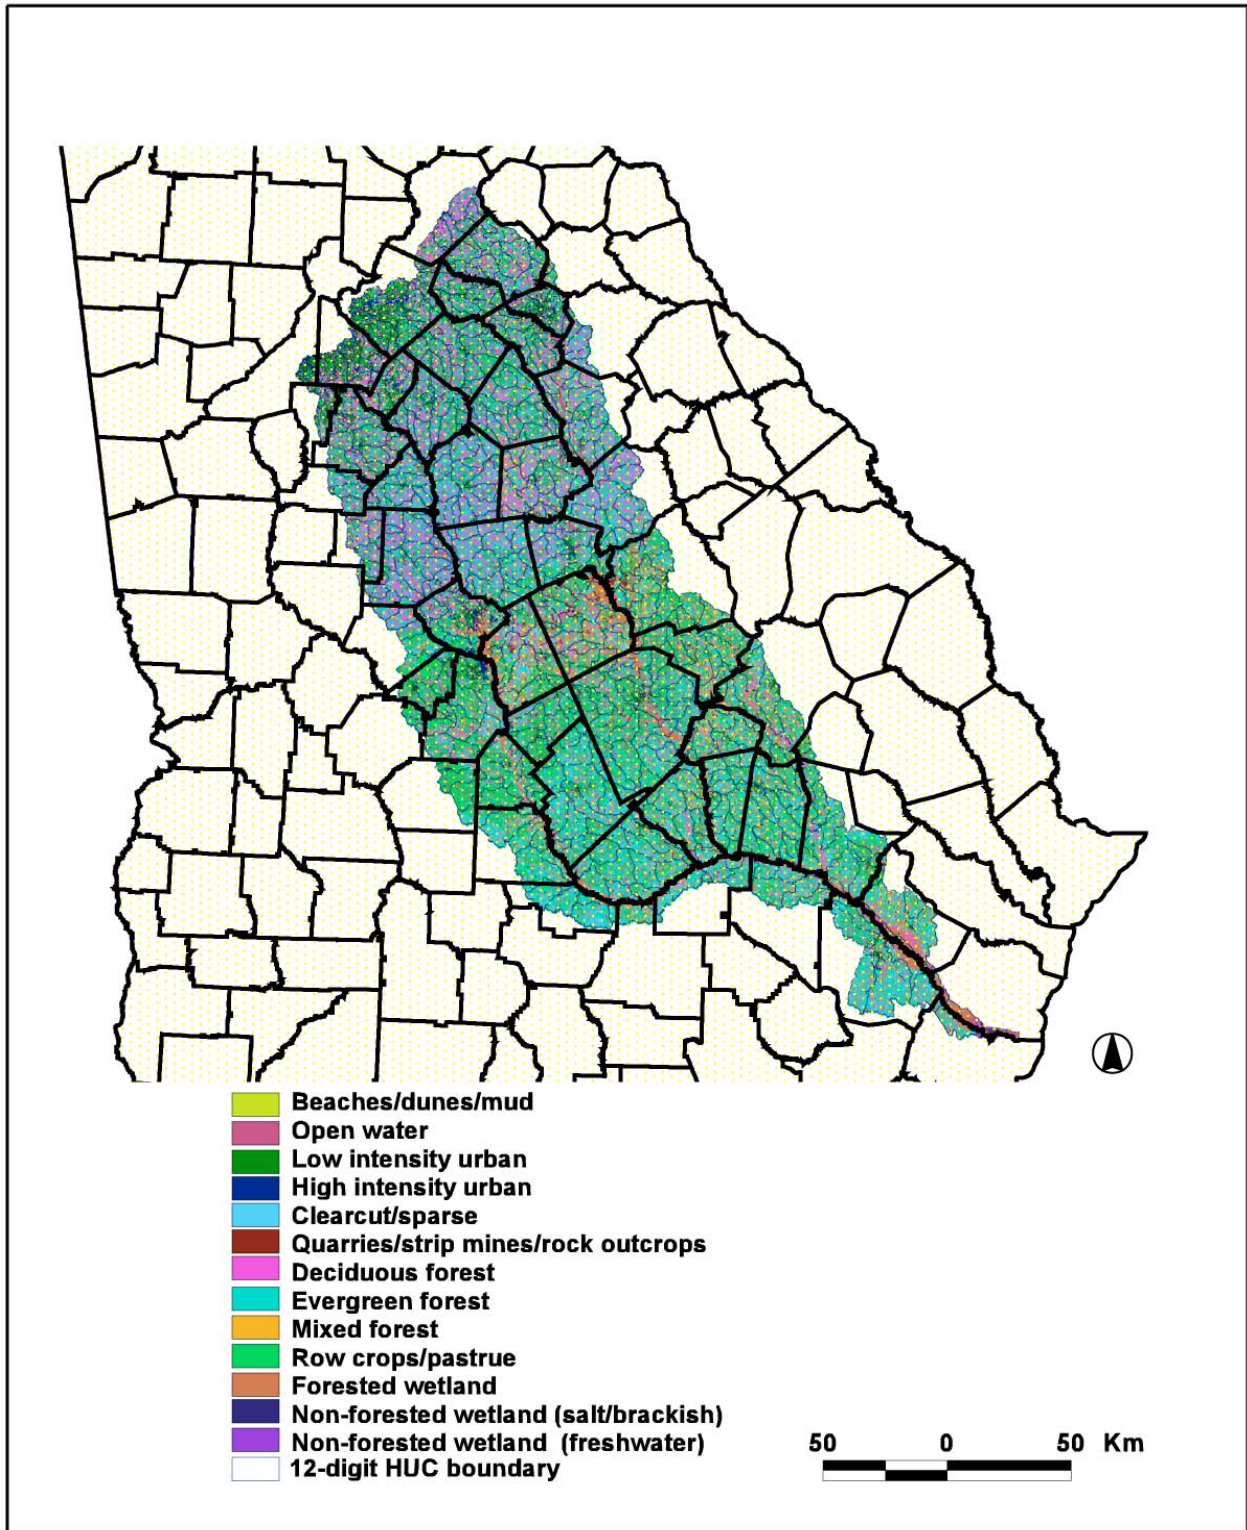 Beaches/dunes/mud
Open water
Low intensity urban
High intensity urban
Clearcut/sparse
Quarries/strip mines/rock outcrops
Deciduous forest
Evergreen forest
Mixed forest
Row crops/pastrue
Forested wetland
Non-forested wetland (salt/brackish)
Non-forested wetland (freshwater)
12-digit HUC boundary
50 0 50 Km